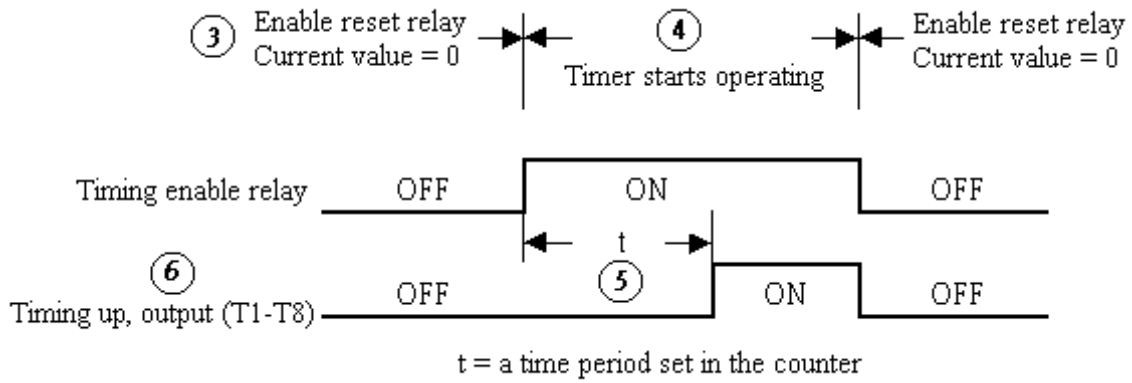 3 Enable reset relay
Current value = 0
4
Timer starts operating
Enable reset relay
Current value = 0
Timing enable relay OFF ON OFF
t
5
6
Timing up, output (T1-T8) OFF ON OFF
t = a time period set in the counter